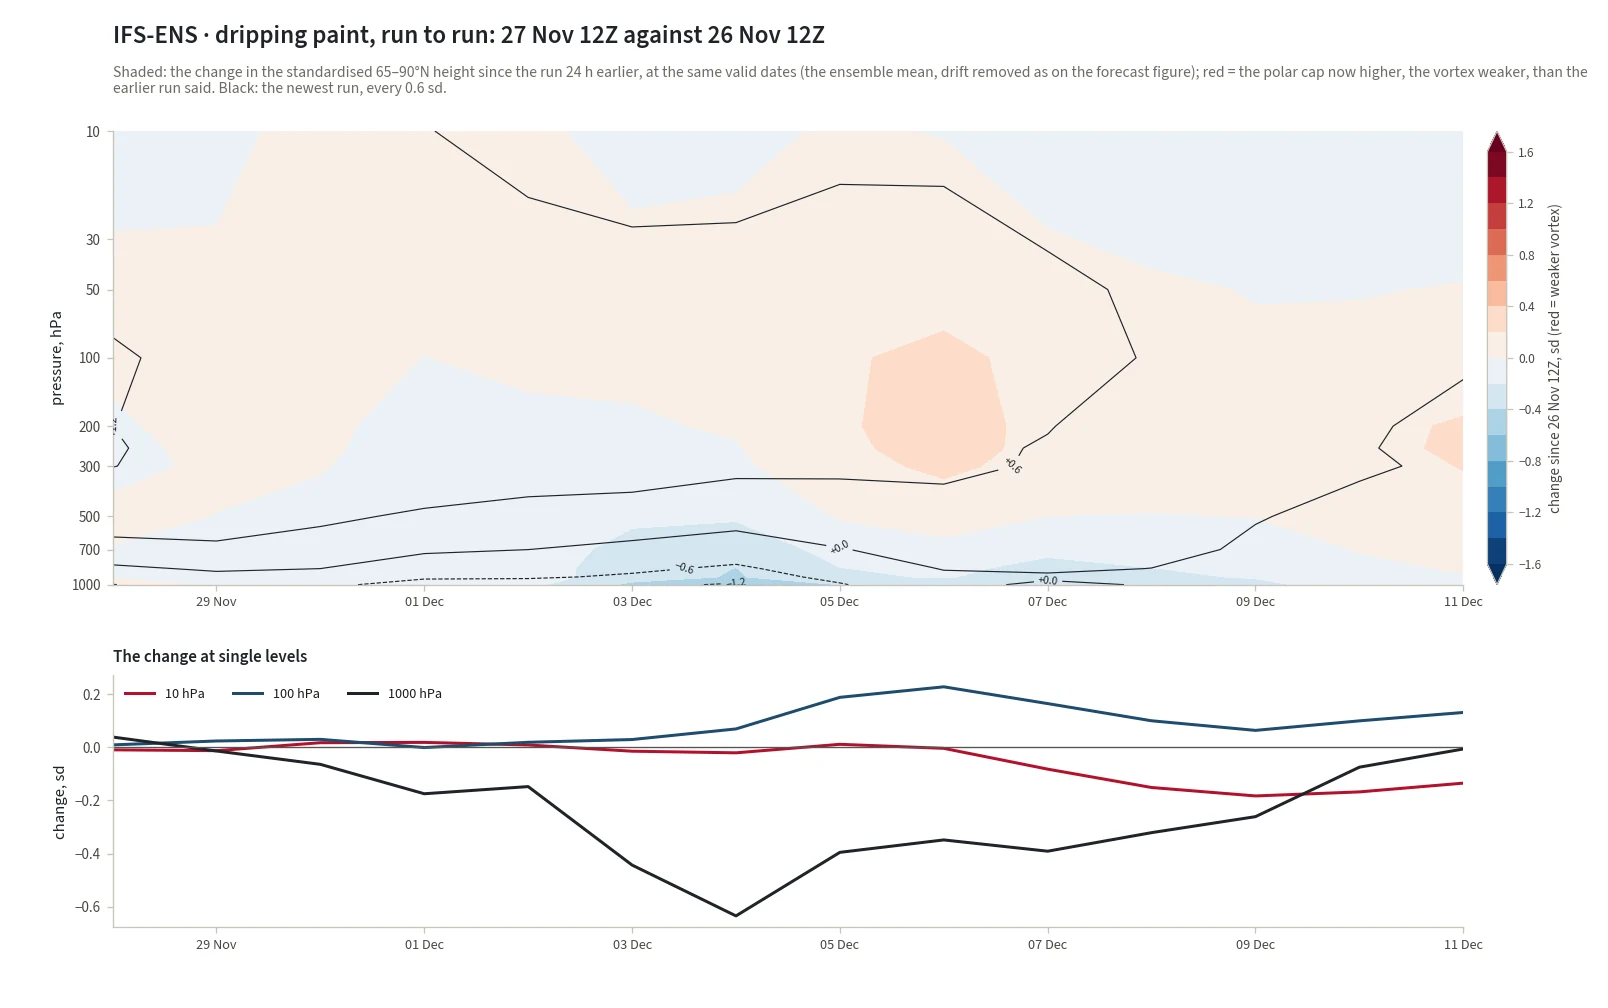 IFS-ENS · dripping paint, run to run: 27 Nov 12Z against 26 Nov 12Z
Shaded: the change in the standardised 65–90°N height since the run 24 h earlier, at the same valid dates (the ensemble mean, drift removed as on the forecast figure); red = the polar cap now higher, the vortex weaker, than the
earlier run said. Black: the newest run, every 0.6 sd.
pressure, hPa
10
30
50
100
200
300
500
700
1000
+0.6
+0.0
−0.6
−1.2
+0.0
29 Nov
01 Dec
03 Dec
05 Dec
07 Dec
09 Dec
11 Dec
1.6
1.2
0.8
0.4
0.0
−0.4
−0.8
−1.2
−1.6
change since 26 Nov 12Z, sd (red = weaker vortex)
The change at single levels
10 hPa
100 hPa
1000 hPa
change, sd
0.2
0.0
−0.2
−0.4
−0.6
29 Nov
01 Dec
03 Dec
05 Dec
07 Dec
09 Dec
11 Dec